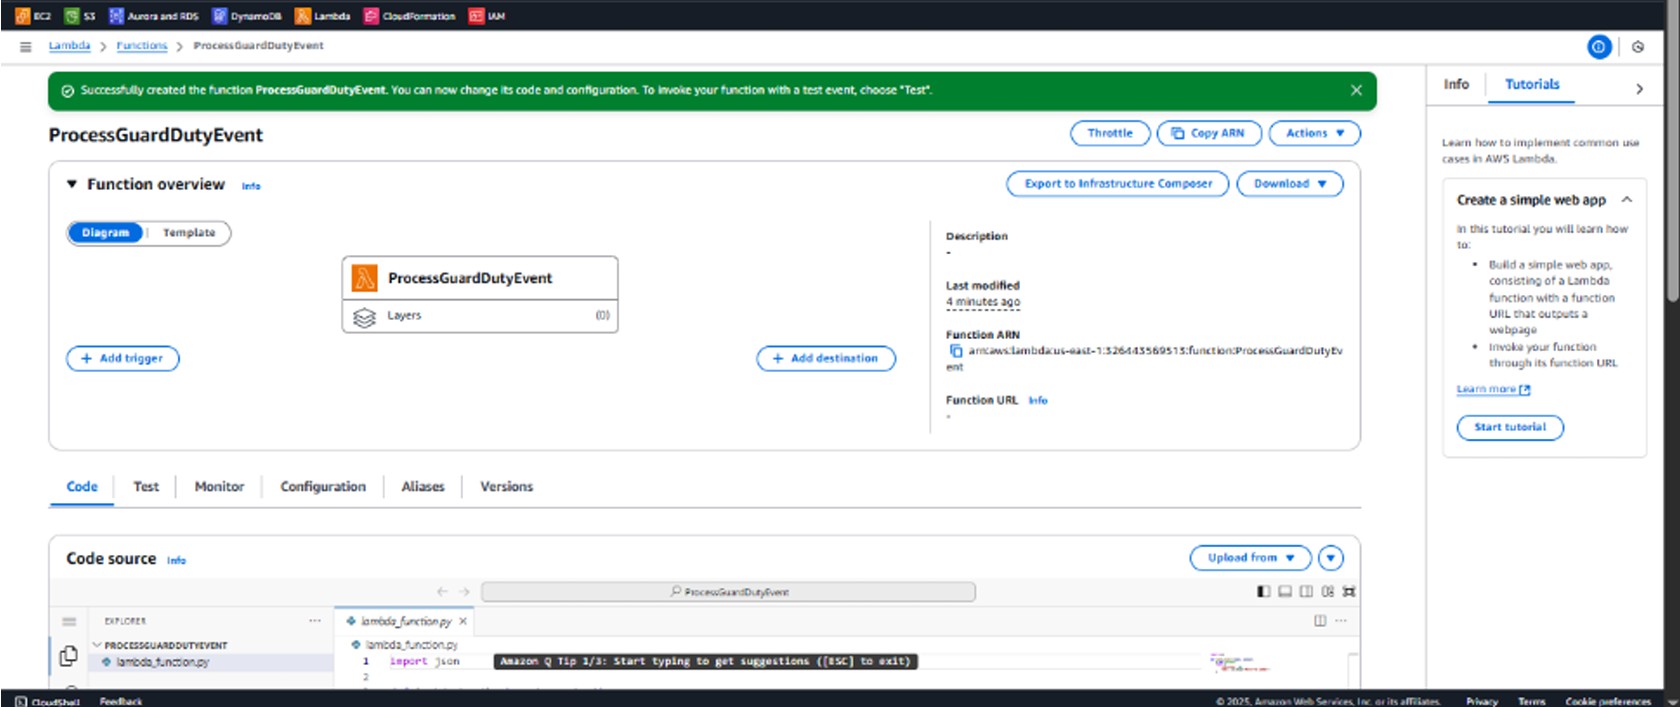 EC2 S3 Aurora and RDS DynamoDB Lambda CloudFormation IAM
Lambda Functions ProcessGuardDutyEvent
Successfully created the function ProcessGuardDutyEvent. You can now change its code and configuration. To invoke your function with a test event, choose "Test".
ProcessGuardDutyEvent
Throttle Copy ARN Actions
Function overview Info
Export to Infrastructure Composer Download
Diagram Template
ProcessGuardDutyEvent
Layers (0)
+ Add trigger
+ Add destination
Description
-
Last modified
4 minutes ago
Function ARN
arn:aws:lambda:us-east-1:326443569513:function:ProcessGuardDutyEv
ent
Function URL Info
-
Info Tutorials
Learn how to implement common use
cases in AWS Lambda.
Create a simple web app
In this tutorial you will learn how
to:
• Build a simple web app,
consisting of a Lambda
function with a function
URL that outputs a
webpage
• Invoke your function
through its function URL
Learn more
Start tutorial
Code Test Monitor Configuration Aliases Versions
Code source Info
Upload from
ProcessGuardDutyEvent
EXPLORER ...
PROCESSGUARDDUTYEVENT
lambda_function.py
lambda_function.py
lambda_function.py
1 import json
Amazon Q Tip 1/3: Start typing to get suggestions ([ESC] to exit)
2
CloudShell Feedback
© 2025, Amazon Web Services, Inc. or its affiliates. Privacy Terms Cookie preferences